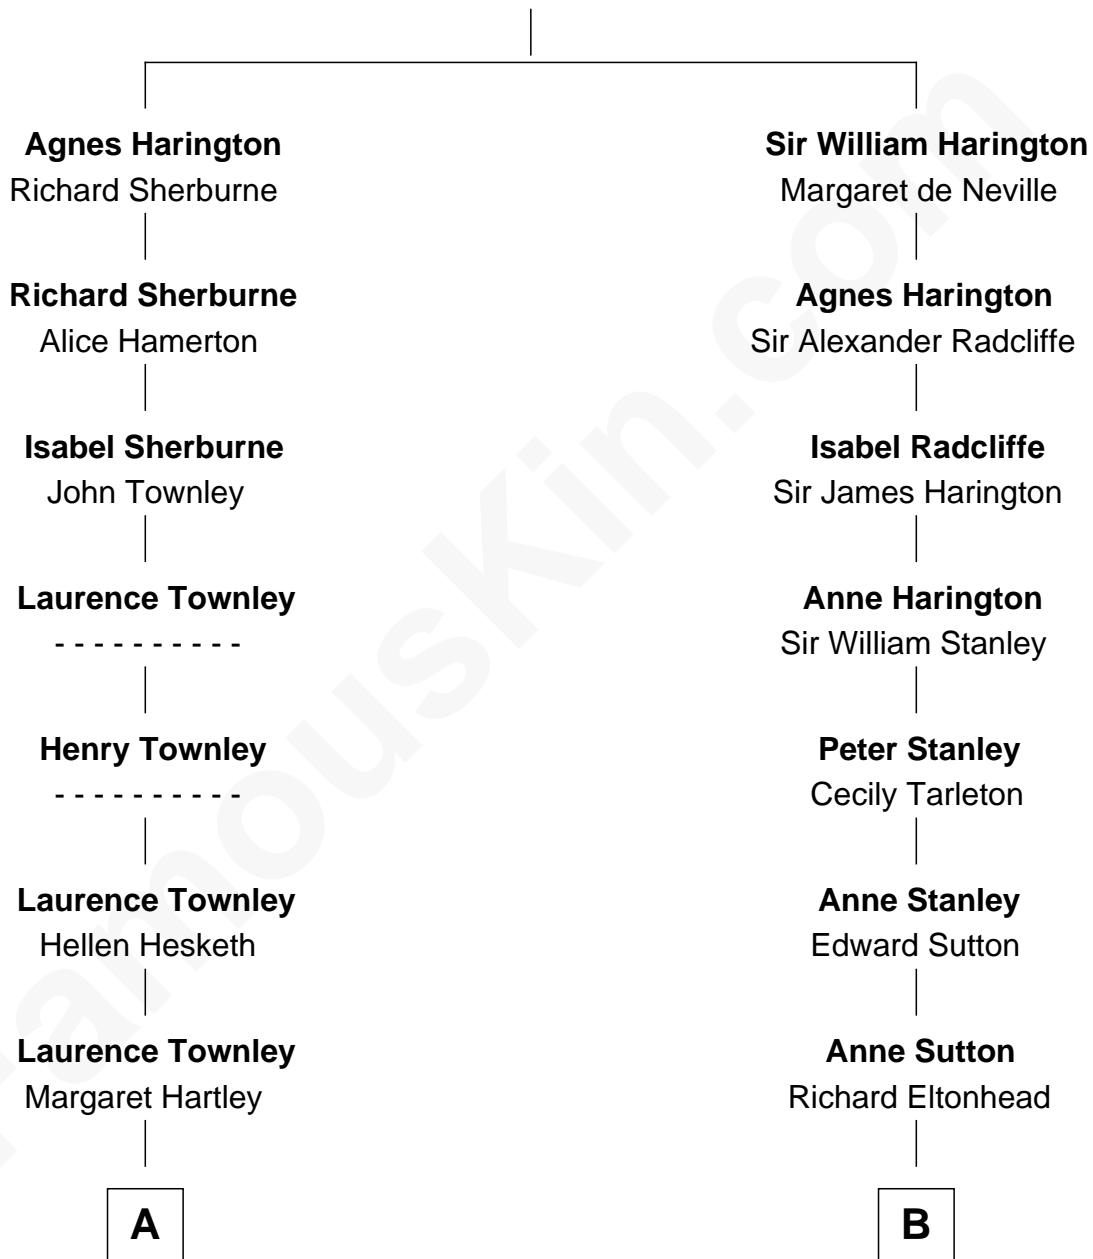 Agnes Harington
Richard Sherburne
Richard Sherburne
Alice Hamerton
Isabel Sherburne
John Townley
Laurence Townley
- - - - - - - - - -
Henry Townley
- - - - - - - - - -
Laurence Townley
Hellen Hesketh
Laurence Townley
Margaret Hartley
A
Sir William Harington
Margaret de Neville
Agnes Harington
Sir Alexander Radcliffe
Isabel Radcliffe
Sir James Harington
Anne Harington
Sir William Stanley
Peter Stanley
Cecily Tarleton
Anne Stanley
Edward Sutton
Anne Sutton
Richard Eltonhead
B
FamousKin.com